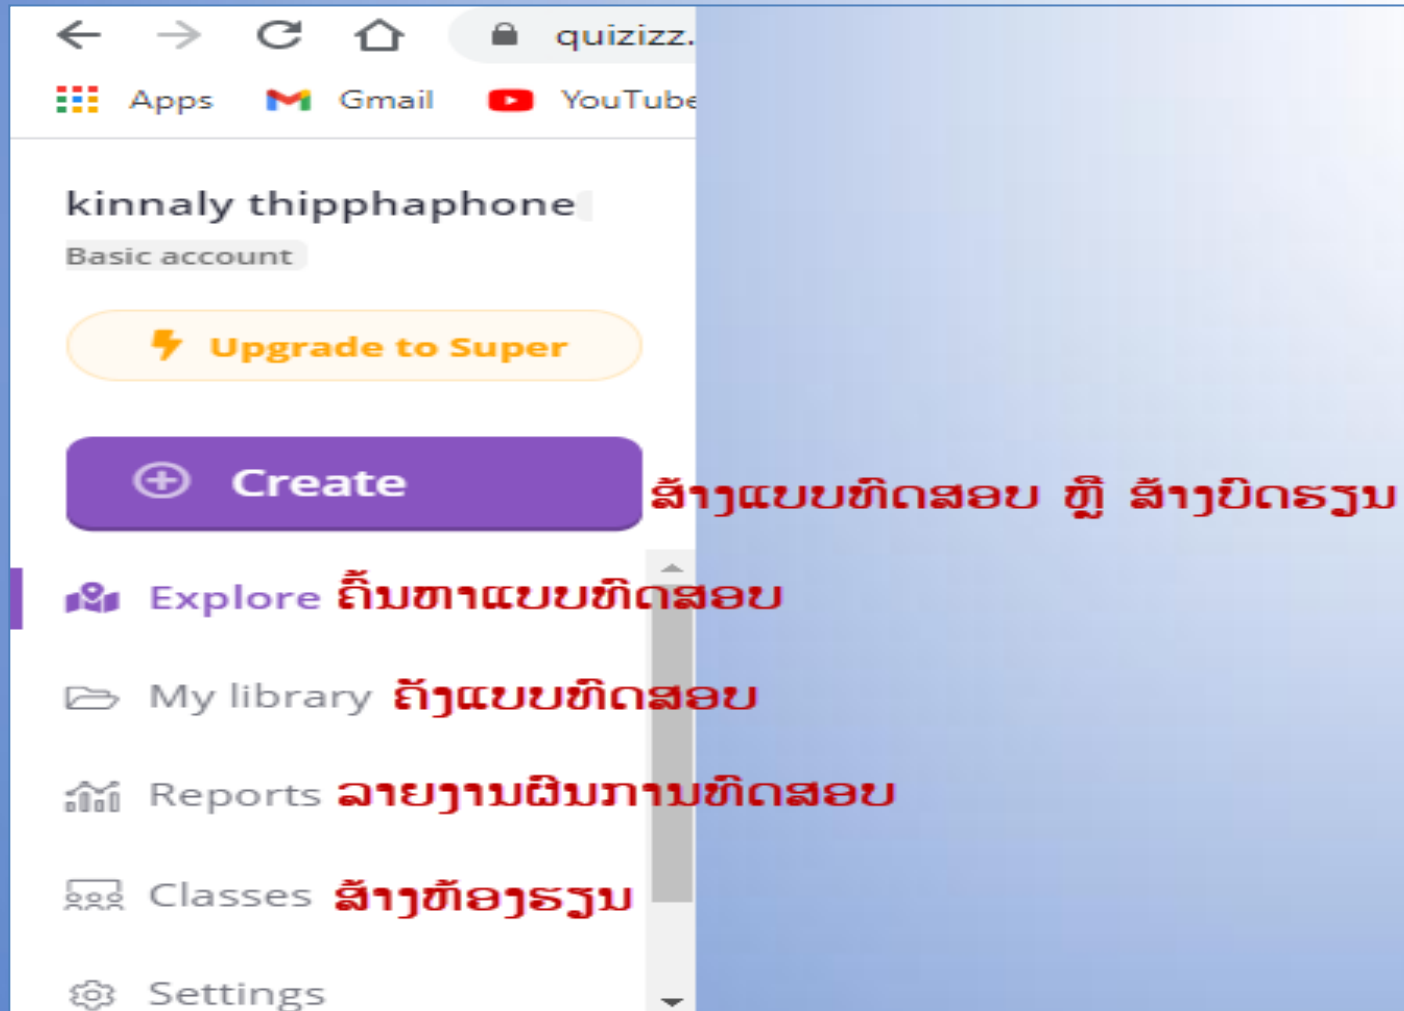 quizizz.
Apps Gmail YouTube
kinnaly thipphaphone
Basic account
Upgrade to Super
Create ສ້າງແບບທົດສອບ ຫຼື ສ້າງບົດຮຽນ
Explore ຄົ້ນຫາແບບທົດສອບ
My library ຄັງແບບທົດສອບ
Reports ລາຍງານຜົນການທົດສອບ
Classes ສ້າງຫ້ອງຮຽນ
Settings